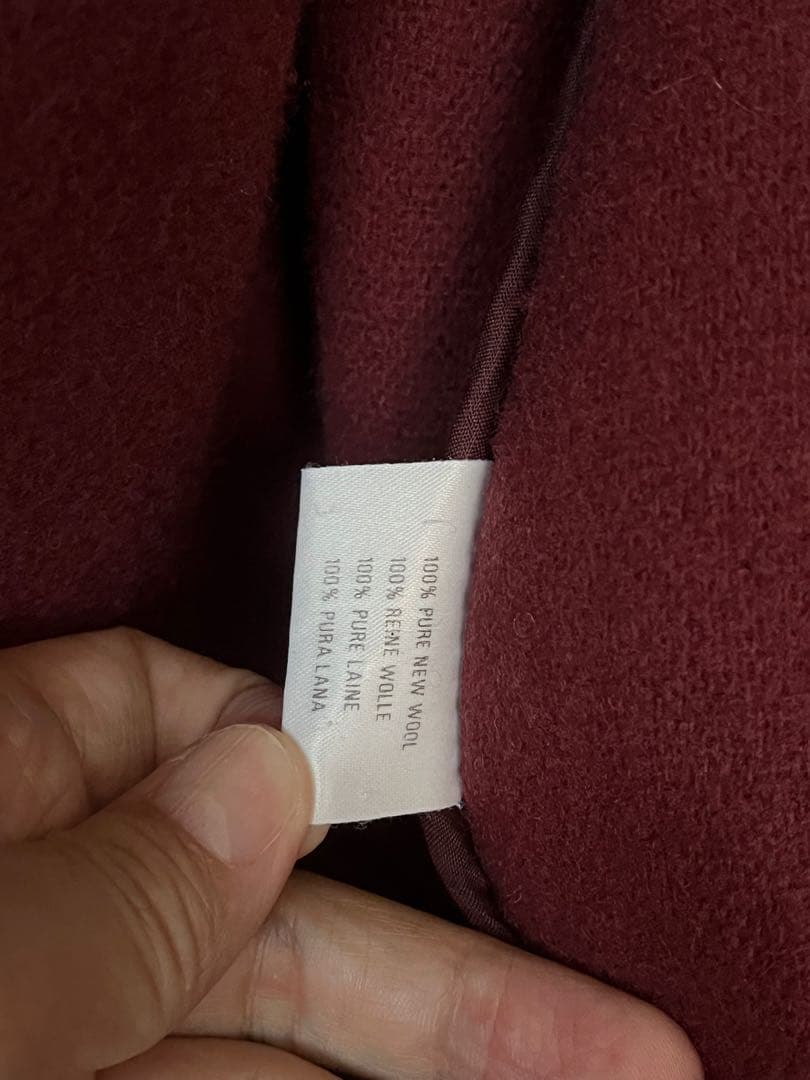 100% PURE NEW WOOL
100% REINE WOLLE
100% PURE LAINE
100% PURA LANA